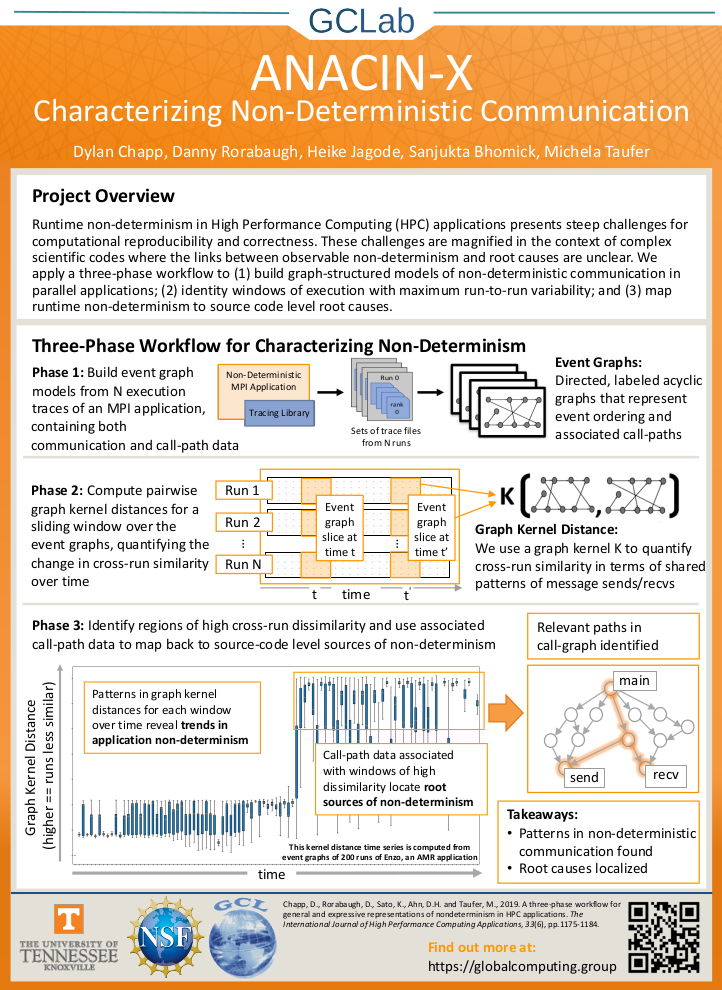 GCLab
ANACIN-X
Characterizing Non-Deterministic Communication
Dylan Chapp, Danny Rorabaugh, Heike Jagode, Sanjukta Bhomick, Michela Taufer
Project Overview
Runtime non-determinism in High Performance Computing (HPC) applications presents steep challenges for
computational reproducibility and correctness. These challenges are magnified in the context of complex
scientific codes where the links between observable non-determinism and root causes are unclear. We
apply a three-phase workflow to (1) build graph-structured models of non-deterministic communication in
parallel applications; (2) identity windows of execution with maximum run-to-run variability; and (3) map
runtime non-determinism to source code level root causes.
Three-Phase Workflow for Characterizing Non-Determinism
Phase 1: Build event graph
models from N execution
traces of an MPI application,
containing both
communication and call-path data
Non-Deterministic
MPI Application
Tracing Library
Run 0
rank
0
Sets of trace files
from N runs
Event Graphs:
Directed, labeled acyclic
graphs that represent
event ordering and
associated call-paths
Phase 2: Compute pairwise
graph kernel distances for a
sliding window over the
event graphs, quantifying the
change in cross-run similarity
over time
Run 1
Run 2
⋮
Run N
Event
graph
slice at
time t
⋮
Event
graph
slice at
time t'
t time t'
K ( , )
Graph Kernel Distance:
We use a graph kernel K to quantify
cross-run similarity in terms of shared
patterns of message sends/recvs
Phase 3: Identify regions of high cross-run dissimilarity and use associated
call-path data to map back to source-code level sources of non-determinism
Graph Kernel Distance
(higher == runs less similar)
Patterns in graph kernel
distances for each window
over time reveal trends in
application non-determinism
Call-path data associated
with windows of high
dissimilarity locate root
sources of non-determinism
This kernel distance time series is computed from
event graphs of 200 runs of Enzo, an AMR application
time
Relevant paths in
call-graph identified
main
send
recv
Takeaways:
• Patterns in non-deterministic
communication found
• Root causes localized
T
THE UNIVERSITY OF
TENNESSEE
KNOXVILLE
NSF
GCL
Chapp, D., Rorabaugh, D., Sato, K., Ahn, D.H. and Taufer, M., 2019. A three-phase workflow for
general and expressive representations of nondeterminism in HPC applications. The
International Journal of High Performance Computing Applications, 33(6), pp.1175-1184.
Find out more at:
https://globalcomputing.group